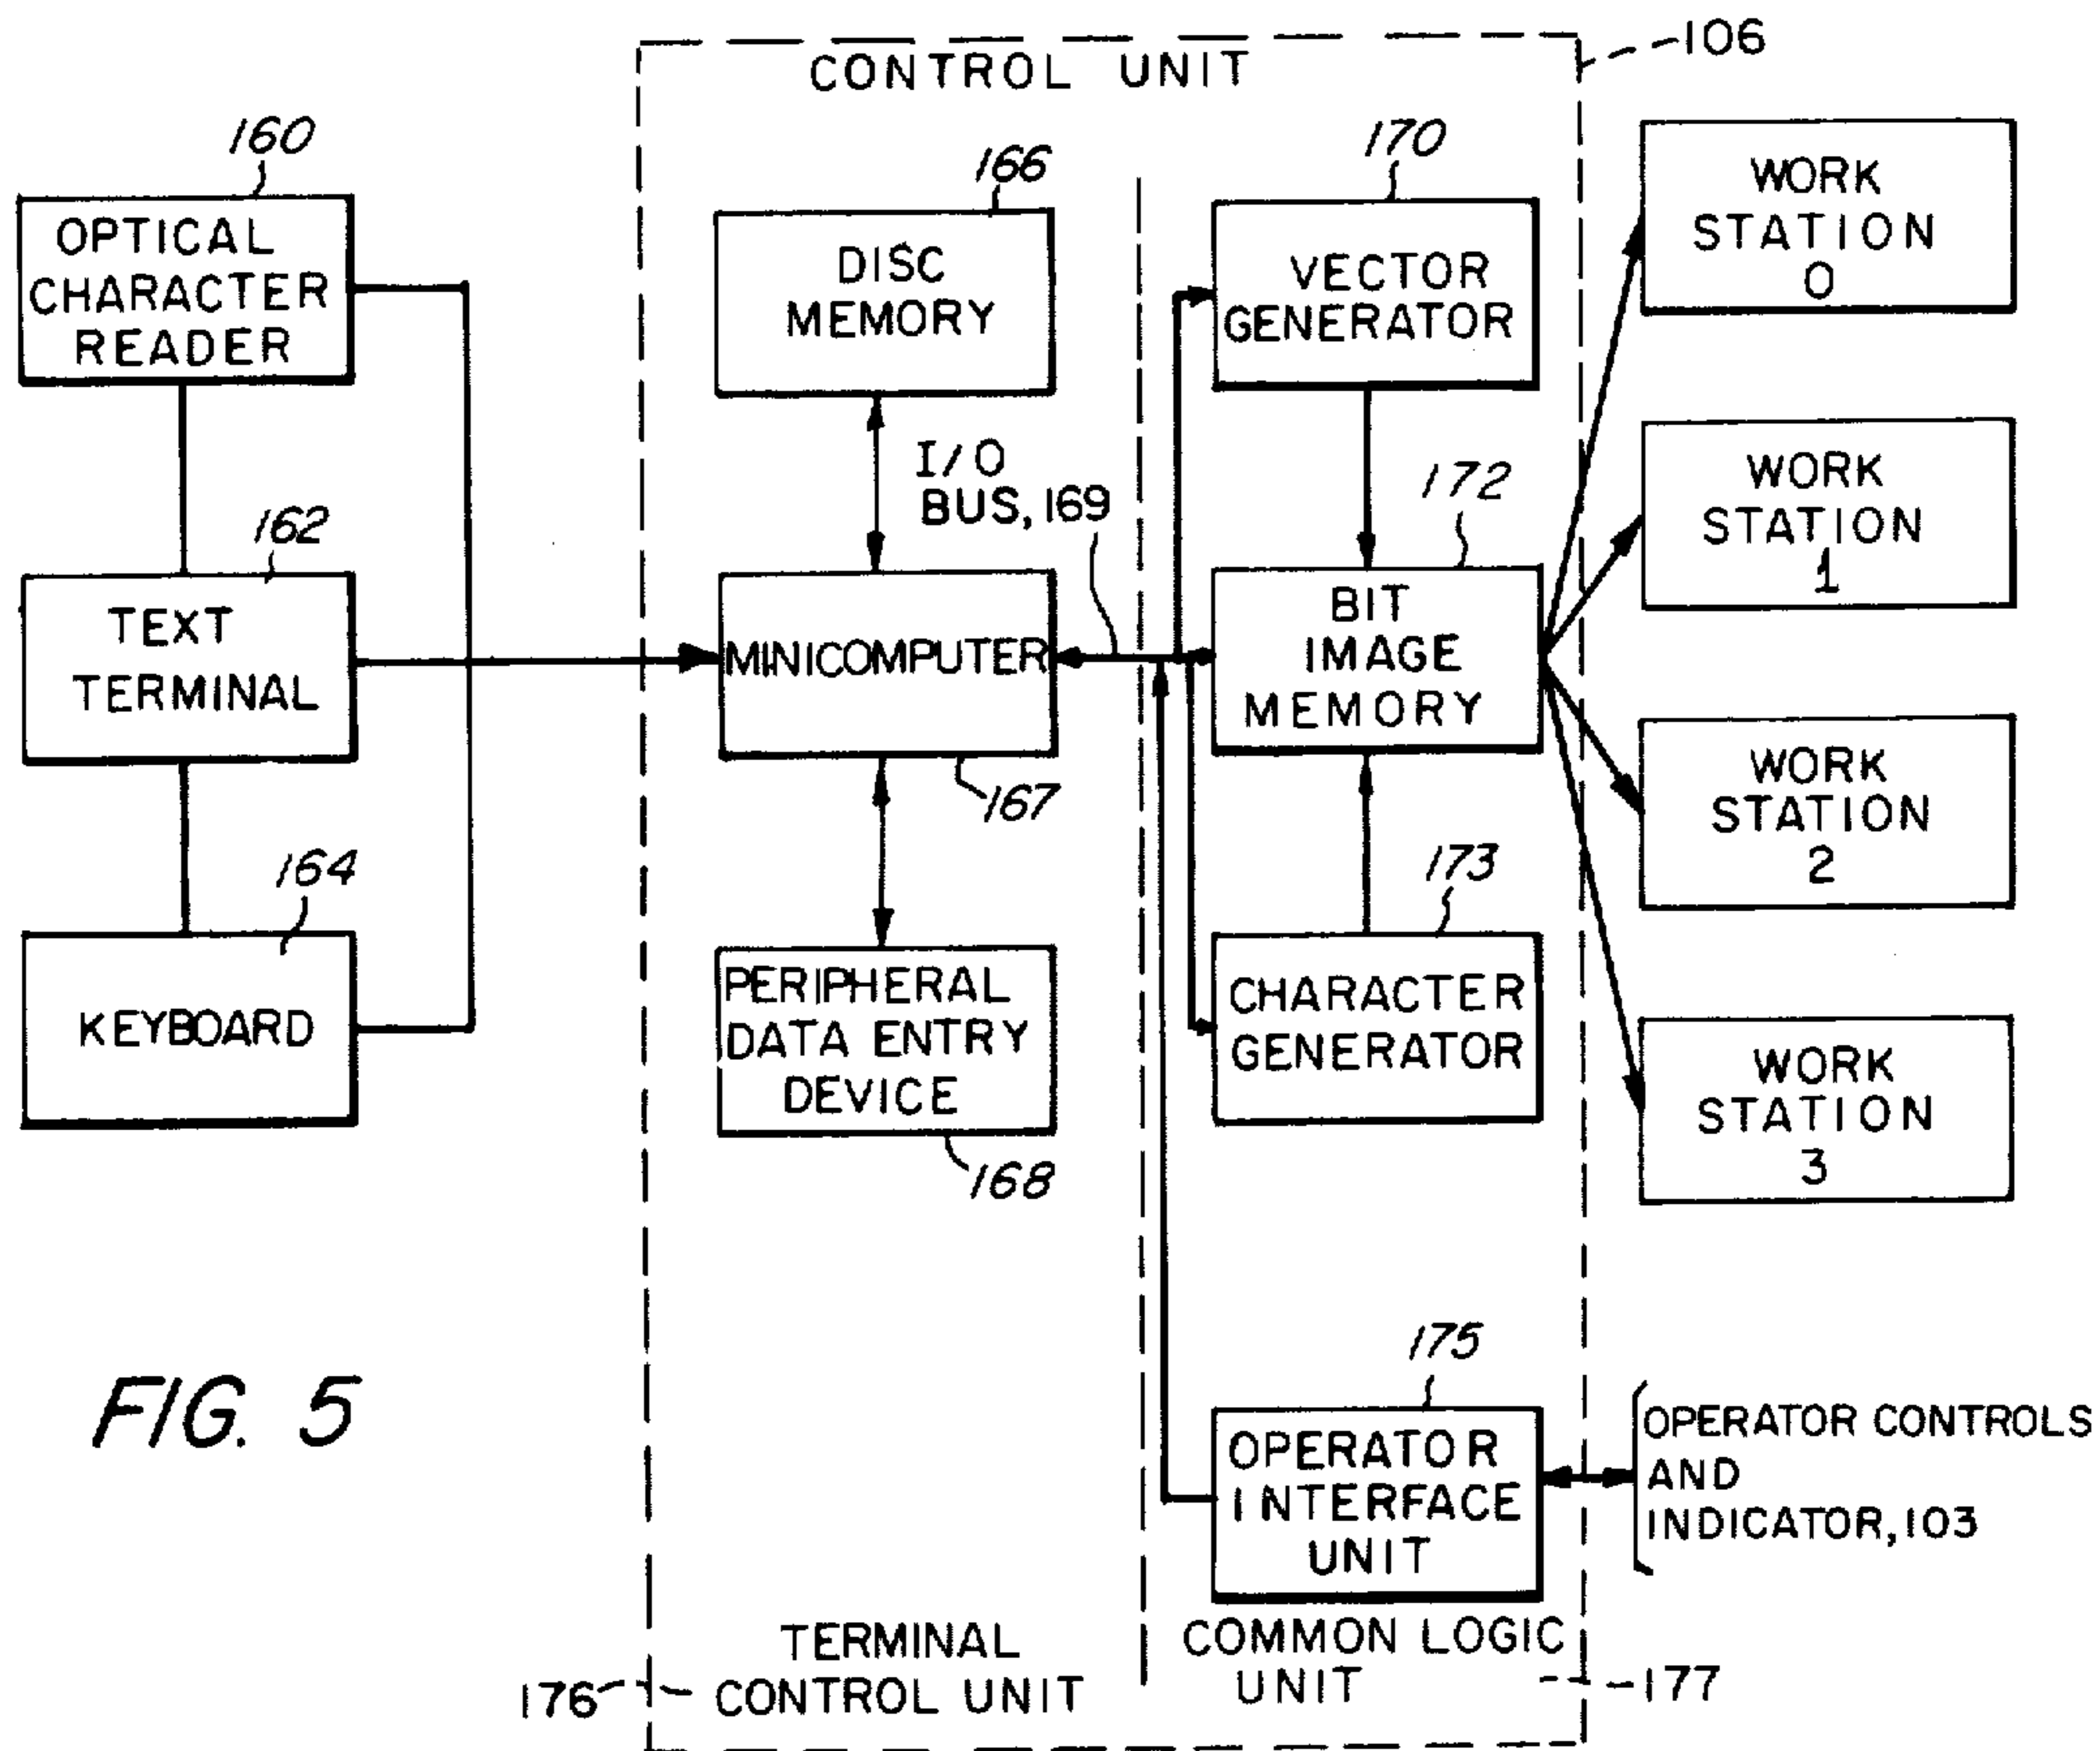 CONTROL UNIT
106
160
OPTICAL
CHARACTER
READER
162
TEXT
TERMINAL
164
KEYBOARD
166
DISC
MEMORY
I/O
BUS, 169
MINICOMPUTER
167
PERIPHERAL
DATA ENTRY
DEVICE
168
170
VECTOR
GENERATOR
172
BIT
IMAGE
MEMORY
173
CHARACTER
GENERATOR
175
OPERATOR
INTERFACE
UNIT
WORK
STATION
0
WORK
STATION
1
WORK
STATION
2
WORK
STATION
3
OPERATOR CONTROLS
AND
INDICATOR, 103
TERMINAL
CONTROL UNIT
176
COMMON LOGIC
UNIT
177
FIG. 5